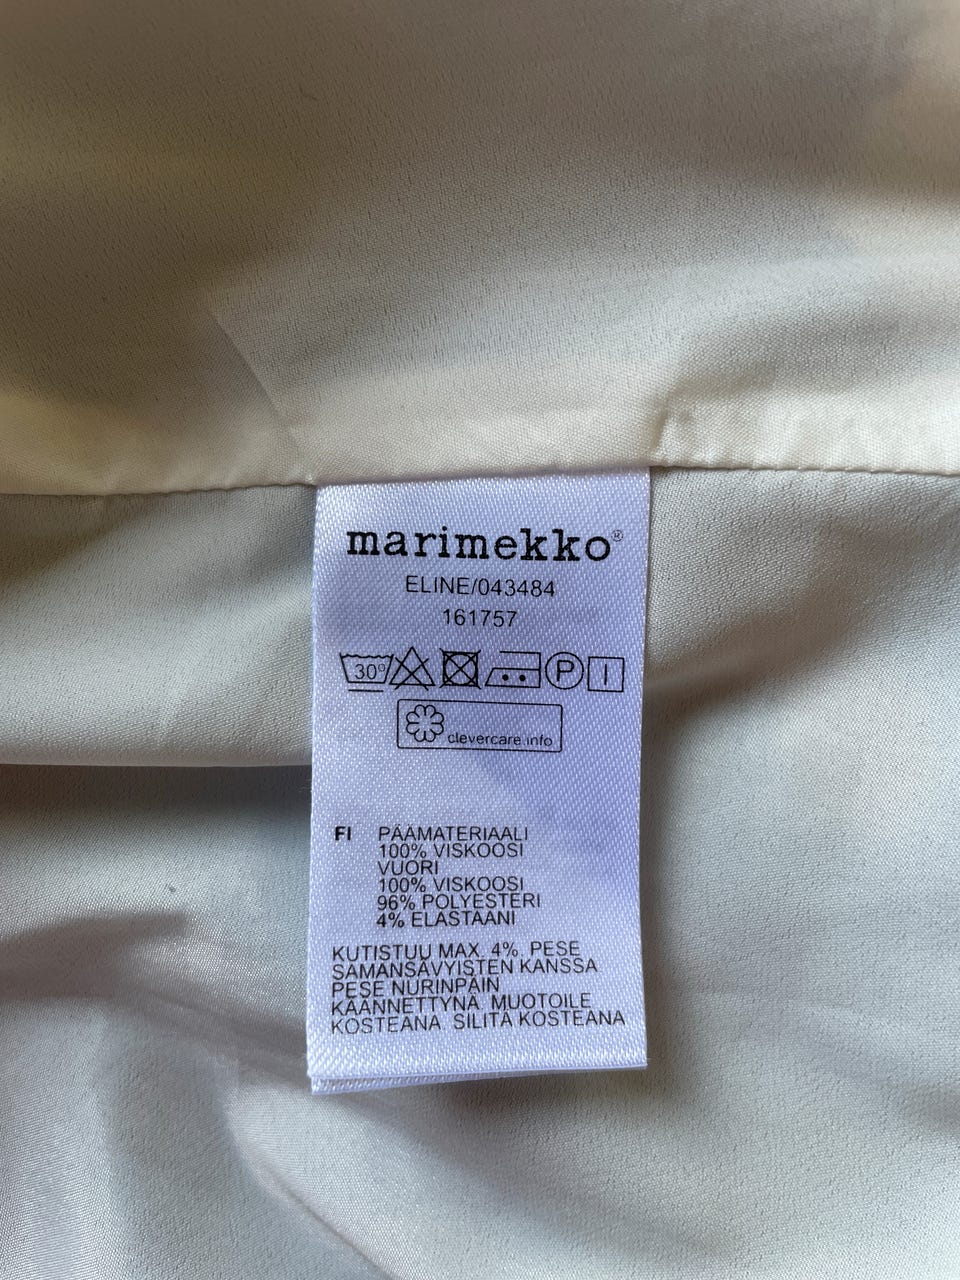 marimekko®
ELINE/043484
161757
30° P
clevercare.info
FI PÄÄMATERIAALI
100% VISKOOSI
VUORI
100% VISKOOSI
96% POLYESTERI
4% ELASTAANI
KUTISTUU MAX. 4%. PESE
SAMANSÄVYISTEN KANSSA
PESE NURINPÄIN
KÄÄNNETTYNÄ. MUOTOILE
KOSTEANA. SILITÄ KOSTEANA